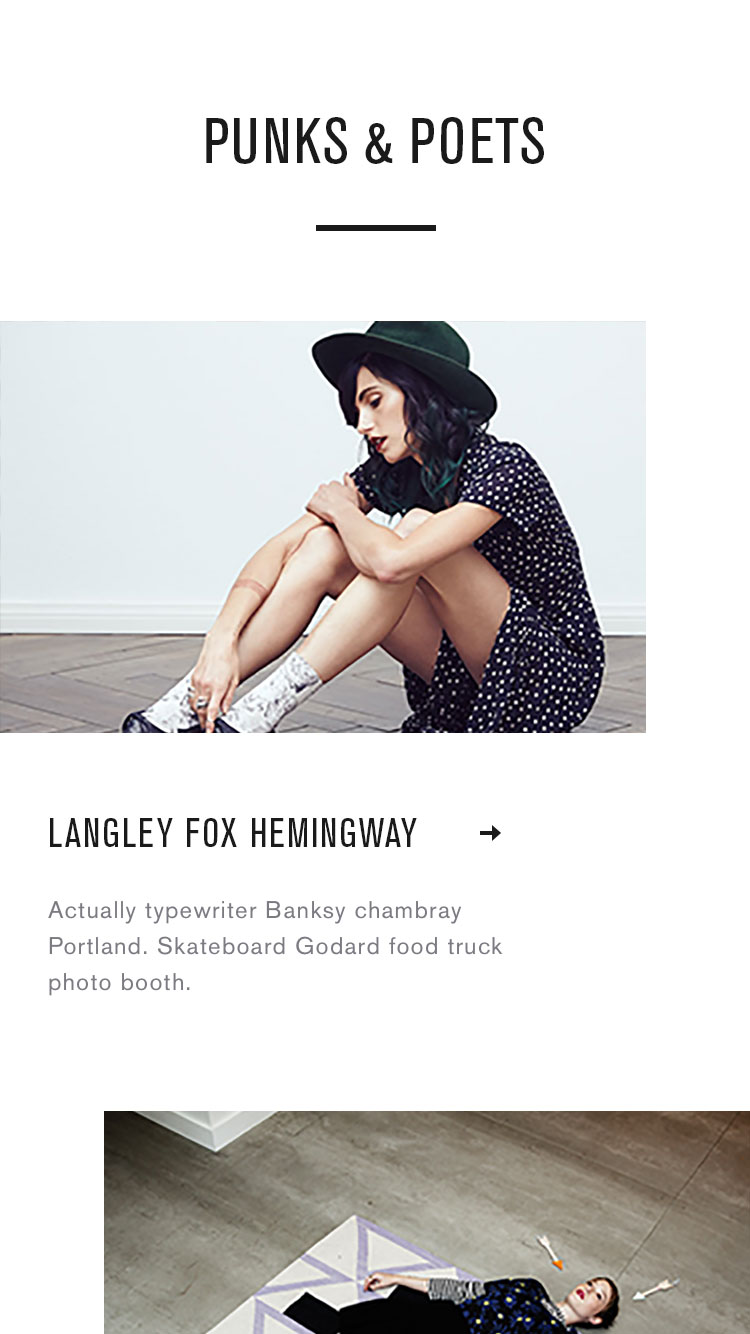 PUNKS & POETS
LANGLEY FOX HEMINGWAY
Actually typewriter Banksy chambray
Portland. Skateboard Godard food truck
photo booth.